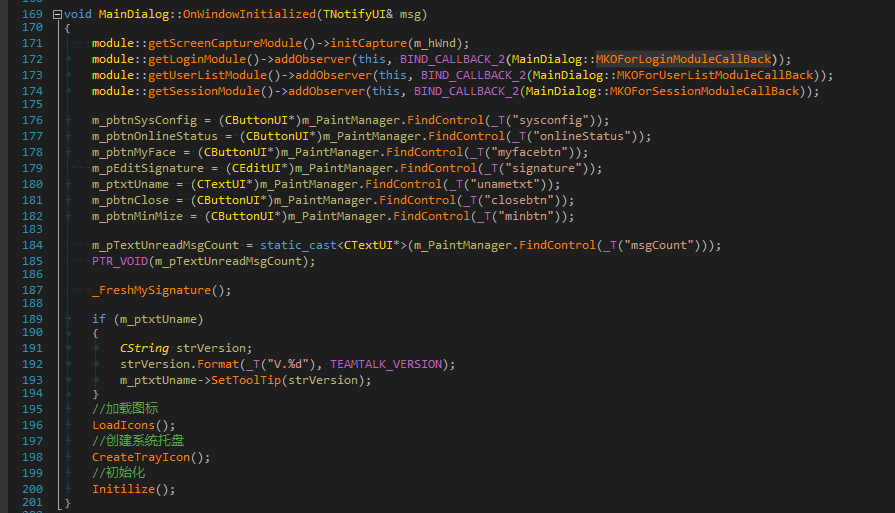 169 void MainDialog::OnWindowInitialized(TNotifyUI& msg)
170 {
171 module::getScreenCaptureModule()->initCapture(m_hWnd);
172 module::getLoginModule()->addObserver(this, BIND_CALLBACK_2(MainDialog::MKOForLoginModuleCallBack));
173 module::getUserListModule()->addObserver(this, BIND_CALLBACK_2(MainDialog::MKOForUserListModuleCallBack));
174 module::getSessionModule()->addObserver(this, BIND_CALLBACK_2(MainDialog::MKOForSessionModuleCallBack));
175
176 m_pbtnSysConfig = (CButtonUI*)m_PaintManager.FindControl(_T("sysconfig"));
177 m_pbtnOnlineStatus = (CButtonUI*)m_PaintManager.FindControl(_T("onlineStatus"));
178 m_pbtnMyFace = (CButtonUI*)m_PaintManager.FindControl(_T("myfacebtn"));
179 m_pEditSignature = (CEditUI*)m_PaintManager.FindControl(_T("signature"));
180 m_ptxtUname = (CTextUI*)m_PaintManager.FindControl(_T("unametxt"));
181 m_pbtnClose = (CButtonUI*)m_PaintManager.FindControl(_T("closebtn"));
182 m_pbtnMinMize = (CButtonUI*)m_PaintManager.FindControl(_T("minbtn"));
183
184 m_pTextUnreadMsgCount = static_cast<CTextUI*>(m_PaintManager.FindControl(_T("msgCount")));
185 PTR_VOID(m_pTextUnreadMsgCount);
186
187 _FreshMySignature();
188
189 if (m_ptxtUname)
190 {
191 CString strVersion;
192 strVersion.Format(_T("V.%d"), TEAMTALK_VERSION);
193 m_ptxtUname->SetToolTip(strVersion);
194 }
195 //加载图标
196 LoadIcons();
197 //创建系统托盘
198 CreateTrayIcon();
199 //初始化
200 Initilize();
201 }